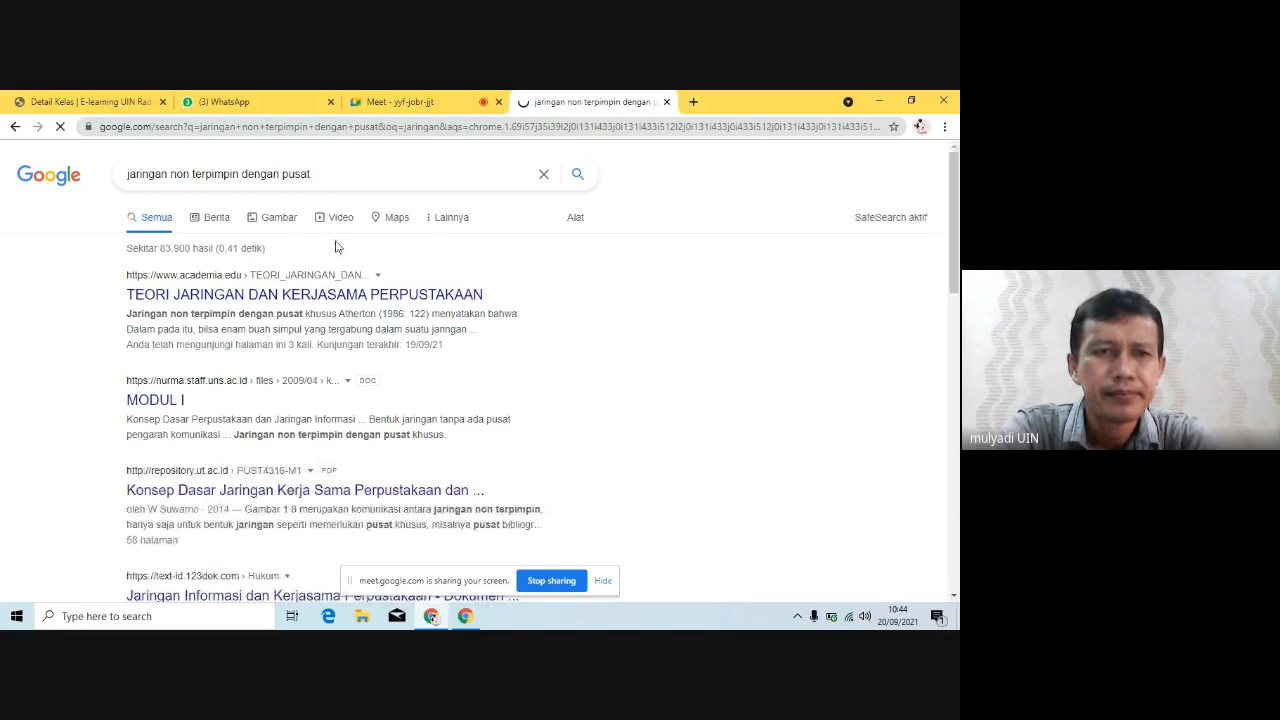 Detail Kelas | E-learning UIN Rad
(3) WhatsApp
Meet - yyf-jobr-jjt
jaringan non terpimpin dengan p
google.com/search?q=jaringan+non+terpimpin+dengan+pusat&oq=jaringan&aqs=chrome.1.69i57j35i39l2j0i131i433j0i131i433i512l2j0i131i433j0i131i433j0i512j0i131i433j0i131i433i51...
Google
jaringan non terpimpin dengan pusat
Semua Berita Gambar Video Maps Lainnya Alat SafeSearch aktif
Sekitar 83.900 hasil (0,41 detik)
https://www.academia.edu › TEORI_JARINGAN_DAN...
TEORI JARINGAN DAN KERJASAMA PERPUSTAKAAN
Jaringan non terpimpin dengan pusat khusus Atherton (1986: 122) menyatakan bahwa:
Dalam pada itu, bilsa enam buah simpul yang tergabung dalam suatu jaringan ...
Anda telah mengunjungi halaman ini 3 kali. Kunjungan terakhir: 19/09/21
https://nurma.staff.uns.ac.id › files › 2009/04 › k... DOC
MODUL I
Konsep Dasar Perpustakaan dan Jaringan Informasi ... Bentuk jaringan tanpa ada pusat
pengarah komunikasi ... Jaringan non terpimpin dengan pusat khusus.
http://repository.ut.ac.id › PUST4316-M1 PDF
Konsep Dasar Jaringan Kerja Sama Perpustakaan dan ...
oleh W Suwarno · 2014 — Gambar 1.8 merupakan komunikasi antara jaringan non terpimpin,
hanya saja untuk bentuk jaringan seperti memerlukan pusat khusus, misalnya pusat bibliogr...
58 halaman
https://text-id.123dok.com › Hukum
Jaringan Informasi dan Kerjasama Perpustakaan - Dokumen ...
meet.google.com is sharing your screen.
Stop sharing
Hide
Type here to search
10:44
20/09/2021
mulyadi UIN